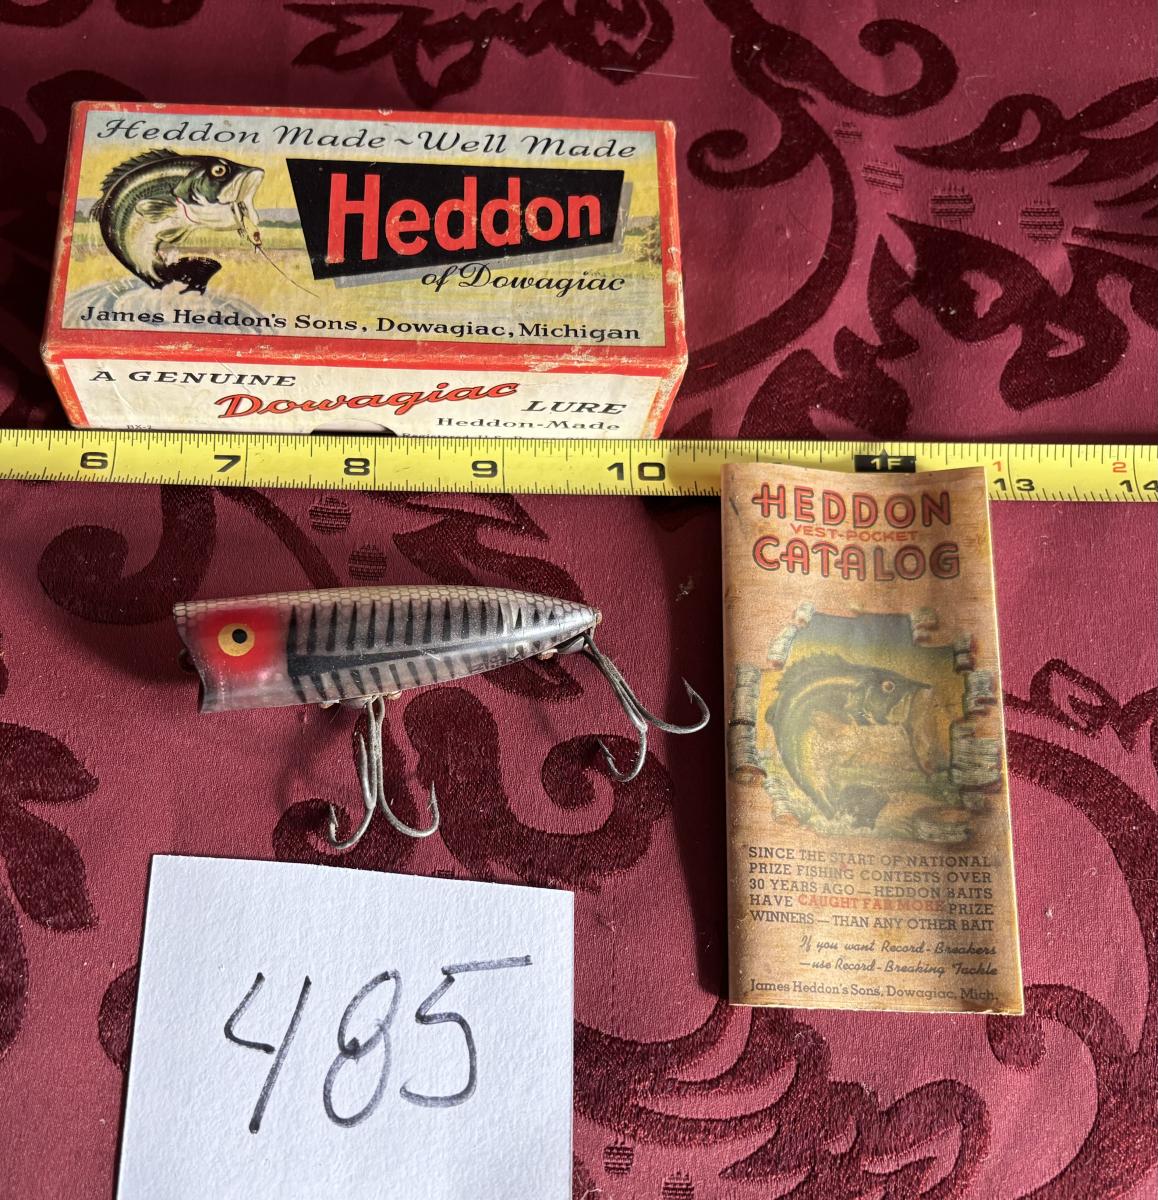 Heddon Made ~ Well Made
Heddon
of Dowagiac
James Heddon's Sons, Dowagiac, Michigan
A GENUINE
Dowagiac
LURE
Heddon-Made
6 7 8 9 10 1F 1 2
13 14
HEDDON
VEST-POCKET
CATALOG
SINCE THE START OF NATIONAL
PRIZE FISHING CONTESTS OVER
30 YEARS AGO—HEDDON BAITS
HAVE CAUGHT FAR MORE PRIZE
WINNERS—THAN ANY OTHER BAIT
If you want Record-Breakers
—use Record-Breaking Tackle
James Heddon's Sons, Dowagiac, Mich.
485